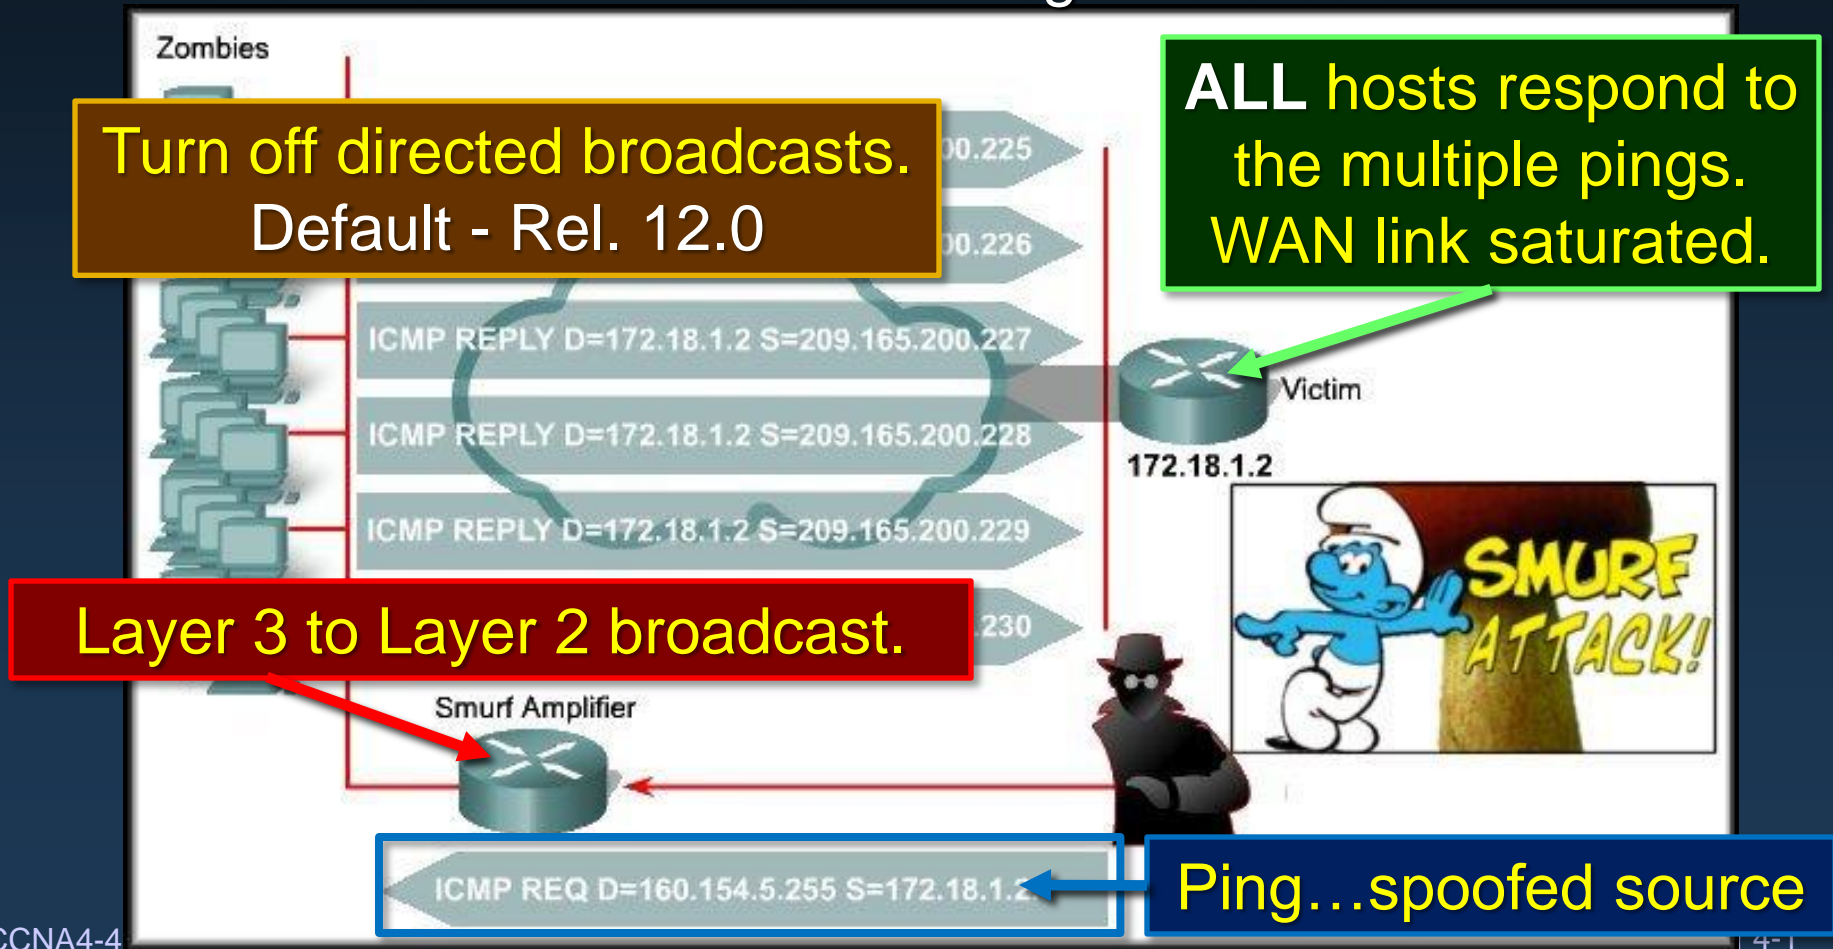 Zombies
ALL hosts respond to
the multiple pings.
WAN link saturated.
Turn off directed broadcasts.
Default - Rel. 12.0
00.225
00.226
ICMP REPLY D=172.18.1.2 S=209.165.200.227
Victim
ICMP REPLY D=172.18.1.2 S=209.165.200.228
172.18.1.2
ICMP REPLY D=172.18.1.2 S=209.165.200.229
SMURF
ATTACK!
Layer 3 to Layer 2 broadcast.
.230
Smurf Amplifier
ICMP REQ D=160.154.5.255 S=172.18.1.2
Ping…spoofed source
CCNA4-4
4-1